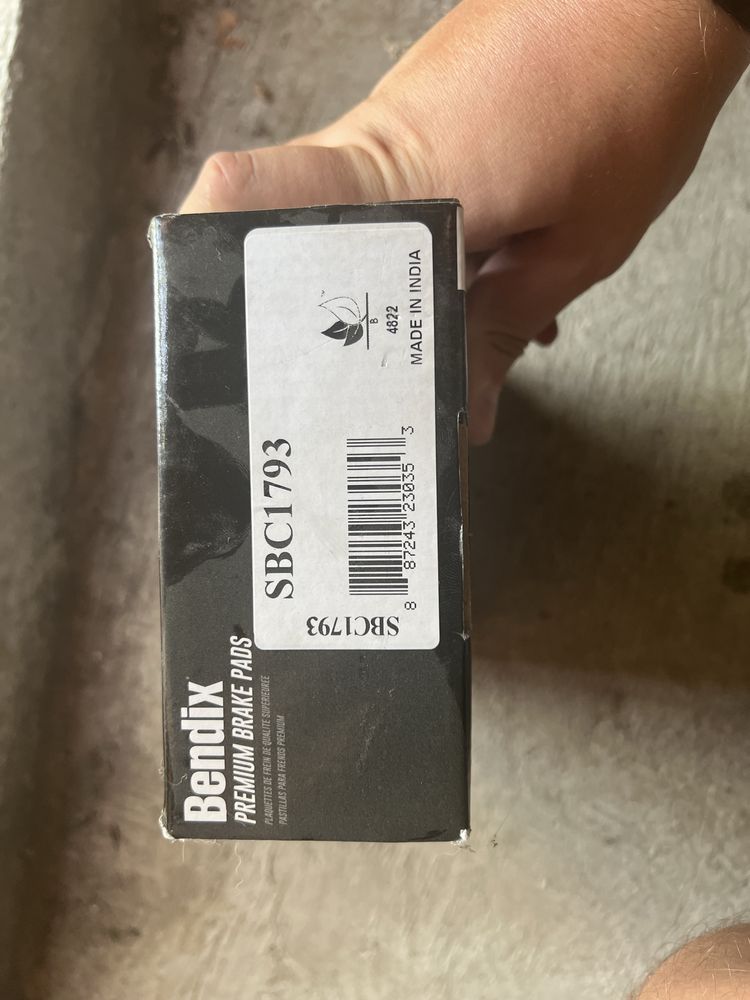 Bendix
PREMIUM BRAKE PADS
PLAQUETTES DE FREIN DE QUALITÉ SUPÉRIEURE
PASTILLAS PARA FRENOS PREMIUM
SBC1793
SBC1793
8 87243 23035 3
™
B
4822
MADE IN INDIA